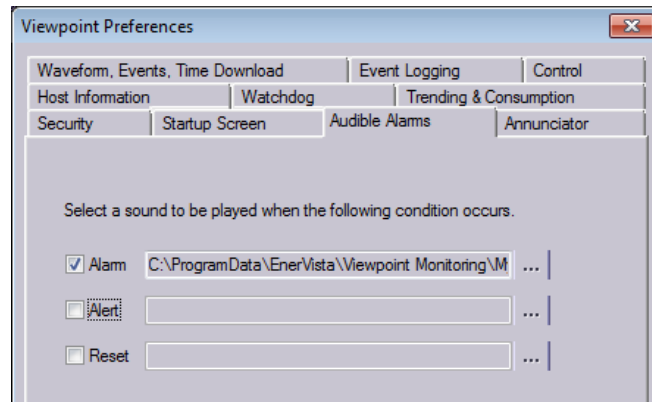 Viewpoint Preferences
Waveform, Events, Time Download Event Logging Control
Host Information Watchdog Trending & Consumption
Security Startup Screen Audible Alarms Annunciator
Select a sound to be played when the following condition occurs.
Alarm C:\ProgramData\EnerVista\Viewpoint Monitoring\M ...
Alert ...
Reset ...